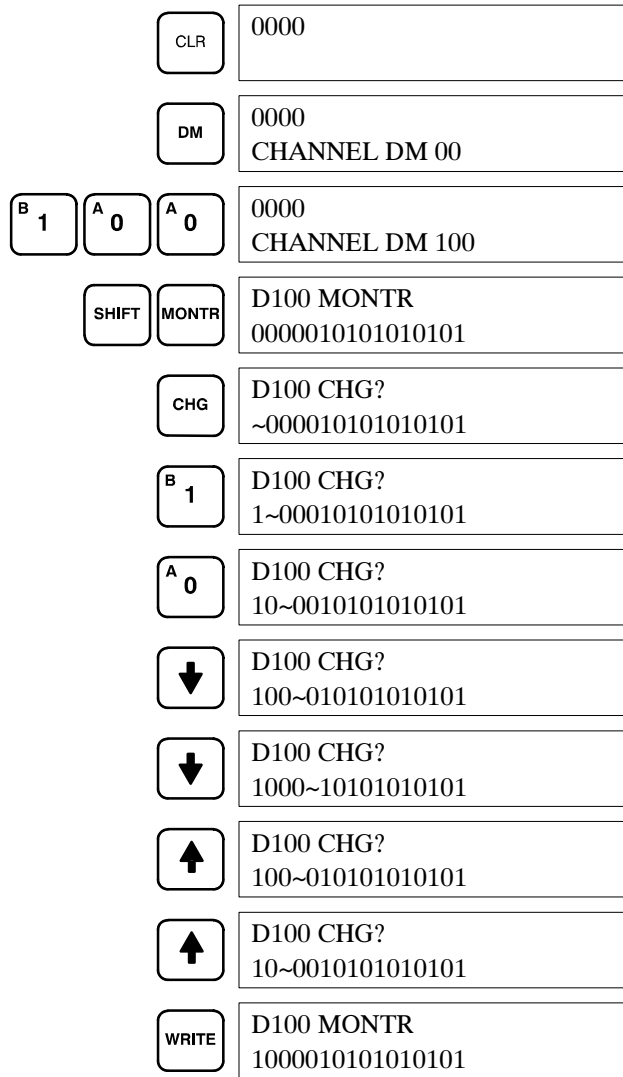 CLR
0000
DM
0000
CHANNEL DM 00
B 1 A 0 A 0
0000
CHANNEL DM 100
SHIFT MONTR
D100 MONTR
0000010101010101
CHG
D100 CHG?
~000010101010101
B 1
D100 CHG?
1~00010101010101
A 0
D100 CHG?
10~0010101010101
D100 CHG?
100~010101010101
D100 CHG?
1000~10101010101
D100 CHG?
100~010101010101
D100 CHG?
10~0010101010101
WRITE
D100 MONTR
1000010101010101